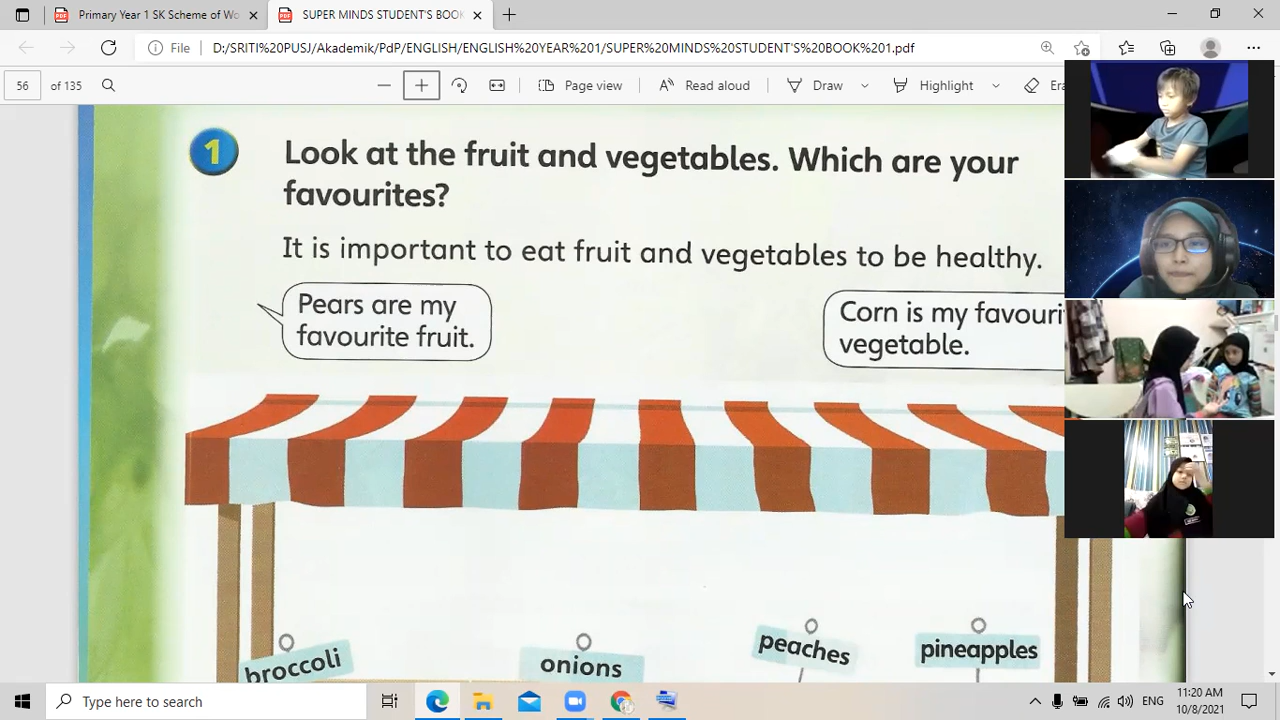 Primary Year 1 SK Scheme of Wo
SUPER MINDS STUDENT'S BOOK
File
D:/SRITI%20PUSJ/Akademik/PdP/ENGLISH/ENGLISH%20YEAR%201/SUPER%20MINDS%20STUDENT'S%20BOOK%201.pdf
56 of 135
Page view
Read aloud
Draw
Highlight
Era
1
Look at the fruit and vegetables. Which are your
favourites?
It is important to eat fruit and vegetables to be healthy.
Pears are my
favourite fruit.
Corn is my favouri
vegetable.
broccoli
onions
peaches
pineapples
Type here to search
ENG
11:20 AM
10/8/2021